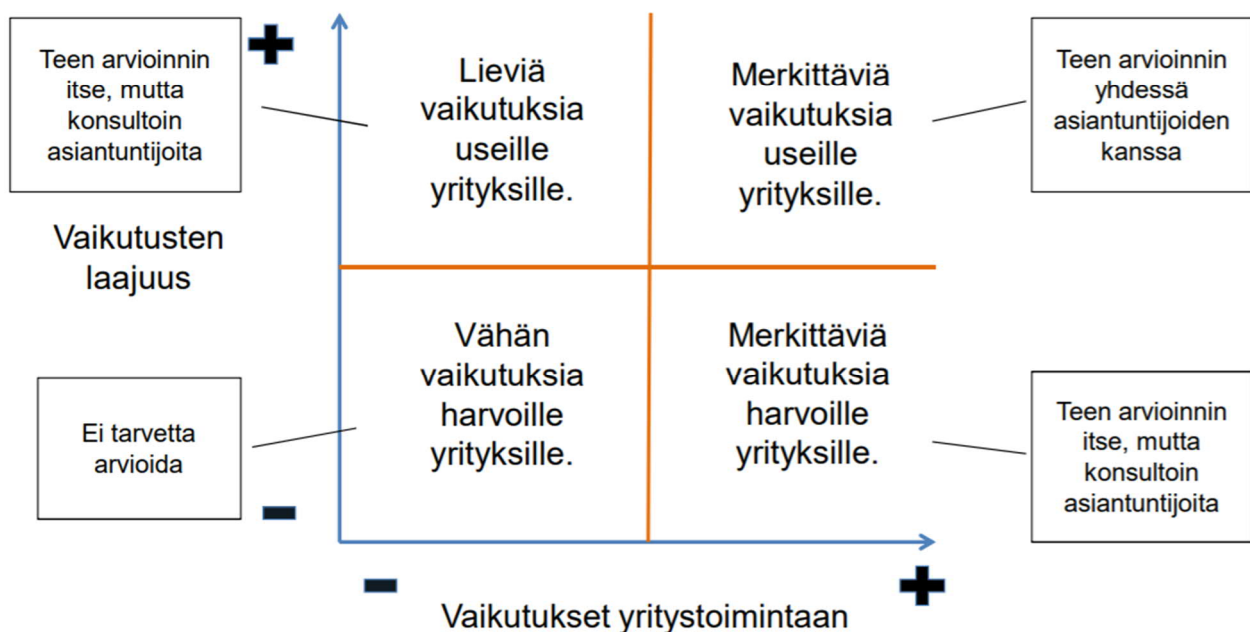 Teen arvioinnin
itse, mutta
konsultoin
asiantuntijoita
+
Lieviä
vaikutuksia
useille
yrityksille.
Merkittäviä
vaikutuksia
useille
yrityksille.
Teen arvioinnin
yhdessä
asiantuntijoiden
kanssa
Vaikutusten
laajuus
Ei tarvetta
arvioida
-
Vähän
vaikutuksia
harvoille
yrityksille.
Merkittäviä
vaikutuksia
harvoille
yrityksille.
Teen arvioinnin
itse, mutta
konsultoin
asiantuntijoita
- +
Vaikutukset yritystoimintaan